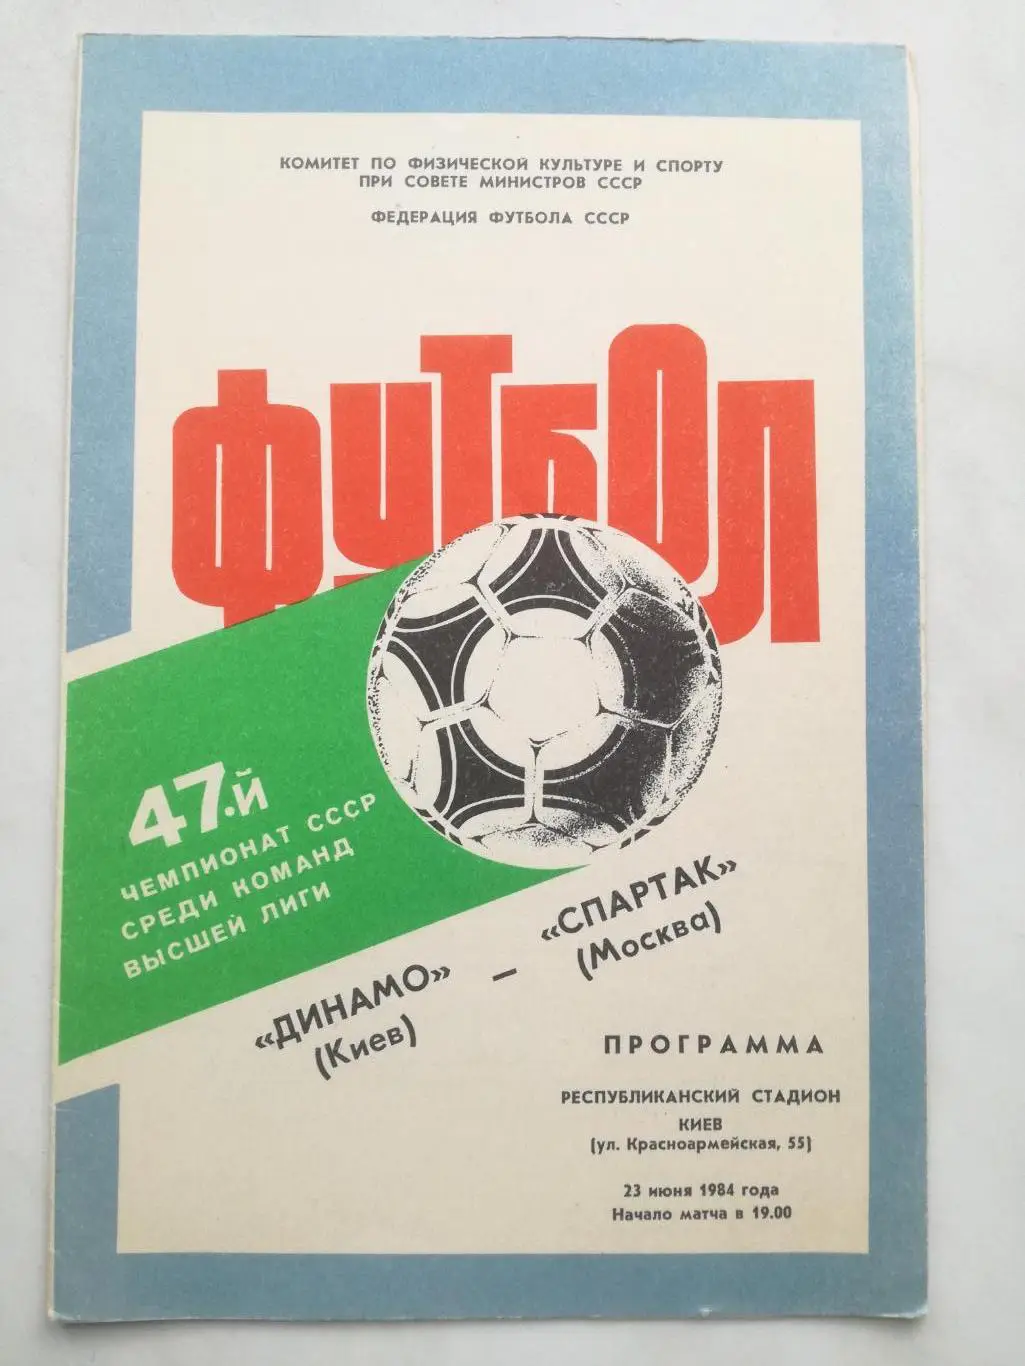 КОМИТЕТ ПО ФИЗИЧЕСКОЙ КУЛЬТУРЕ И СПОРТУ
ПРИ СОВЕТЕ МИНИСТРОВ СССР
ФЕДЕРАЦИЯ ФУТБОЛА СССР
ФУТБОЛ
47-й
ЧЕМПИОНАТ СССР
СРЕДИ КОМАНД
ВЫСШЕЙ ЛИГИ
«ДИНАМО» — «СПАРТАК»
(Киев) (Москва)
ПРОГРАММА
РЕСПУБЛИКАНСКИЙ СТАДИОН
КИЕВ
(ул. Красноармейская, 55)
23 июня 1984 года
Начало матча в 19.00